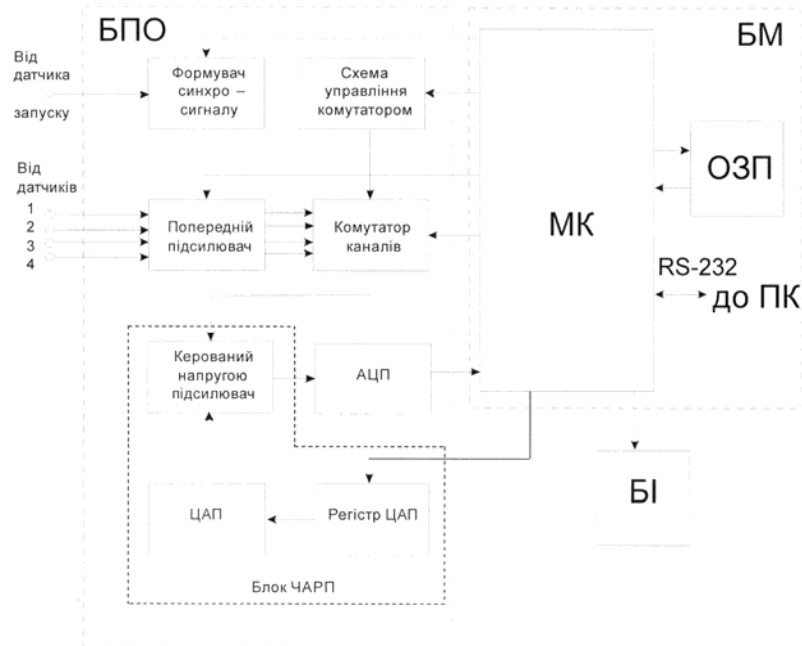 БПО
БМ
Від
датчика
запуску
Формувач
синхро –
сигналу
Схема
управління
комутатором
Від
датчиків
1
2
3
4
Попередній
підсилювач
Комутатор
каналів
МК
ОЗП
RS-232
до ПК
Керований
напругою
підсилювач
АЦП
ЦАП
Регістр ЦАП
Блок ЧАРП
БІ